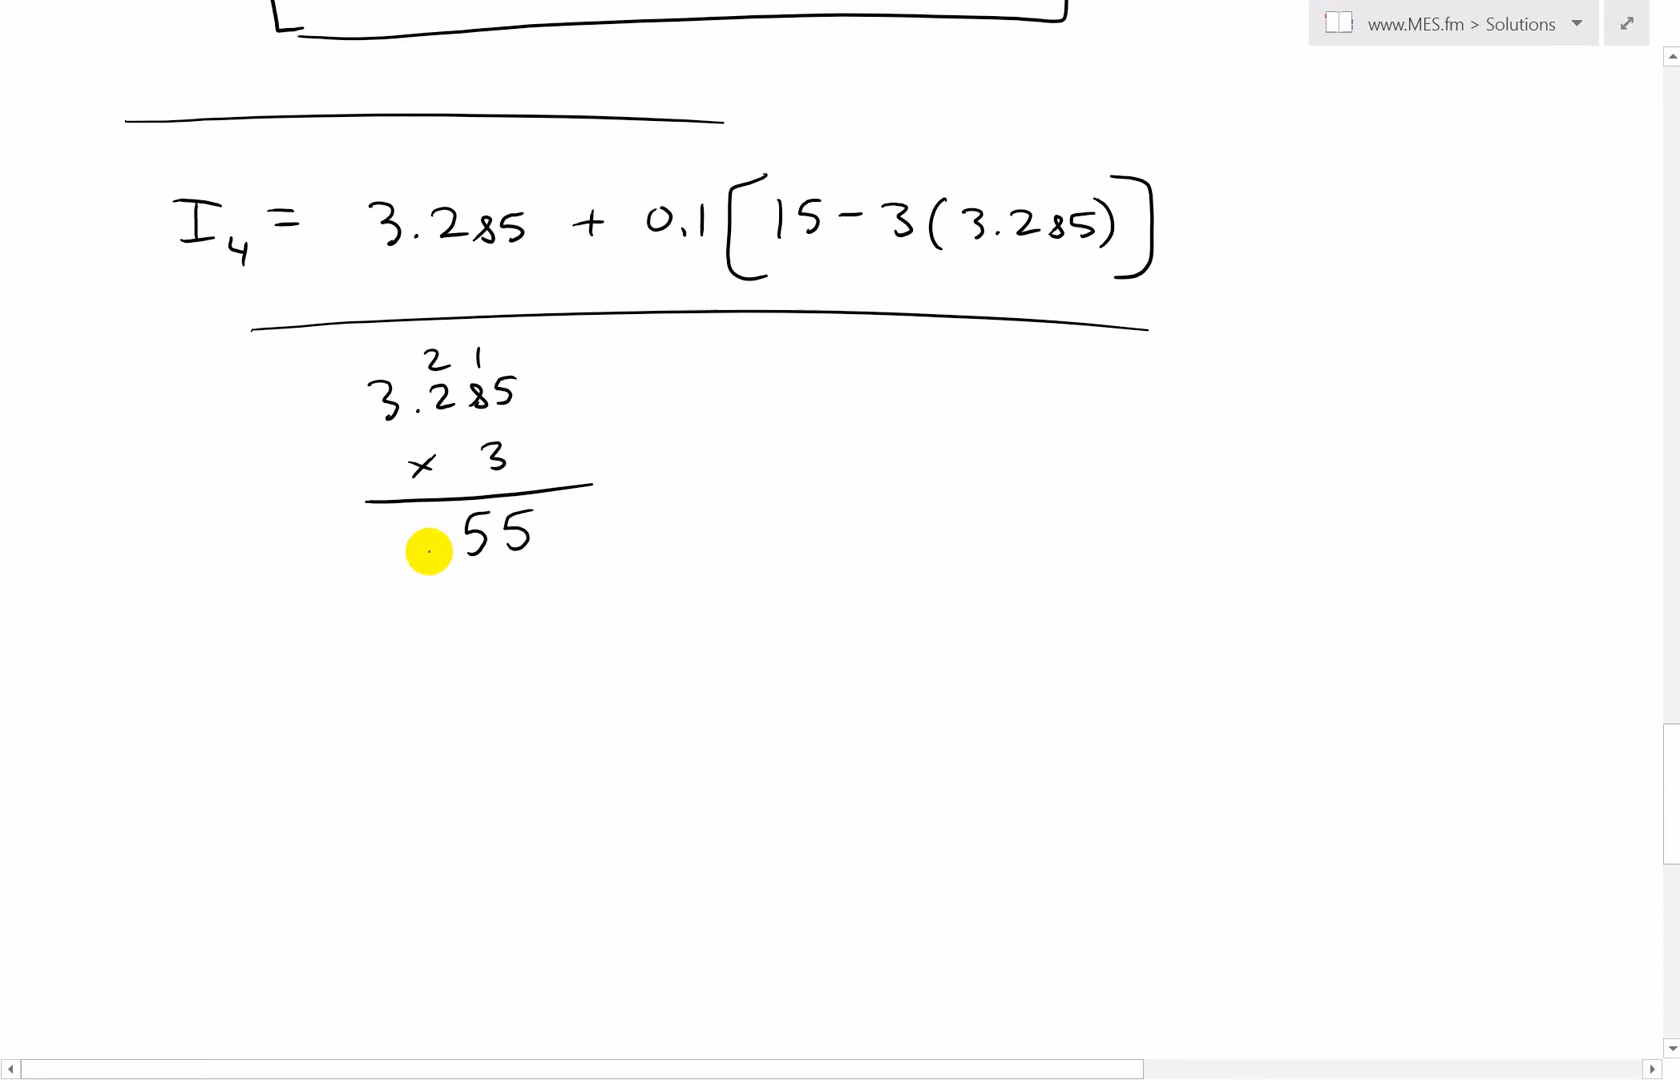 www.MES.fm > Solutions
I₄ = 3.285 + 0.1[15 - 3(3.285)]
2 1
3.285
× 3
55